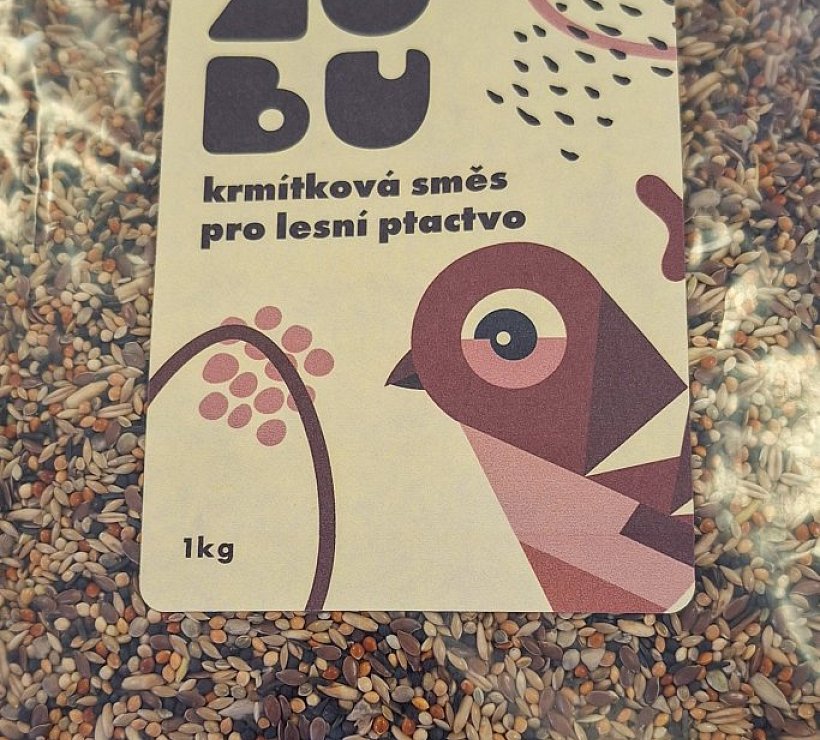 BU
krmítková směs
pro lesní ptactvo
1kg